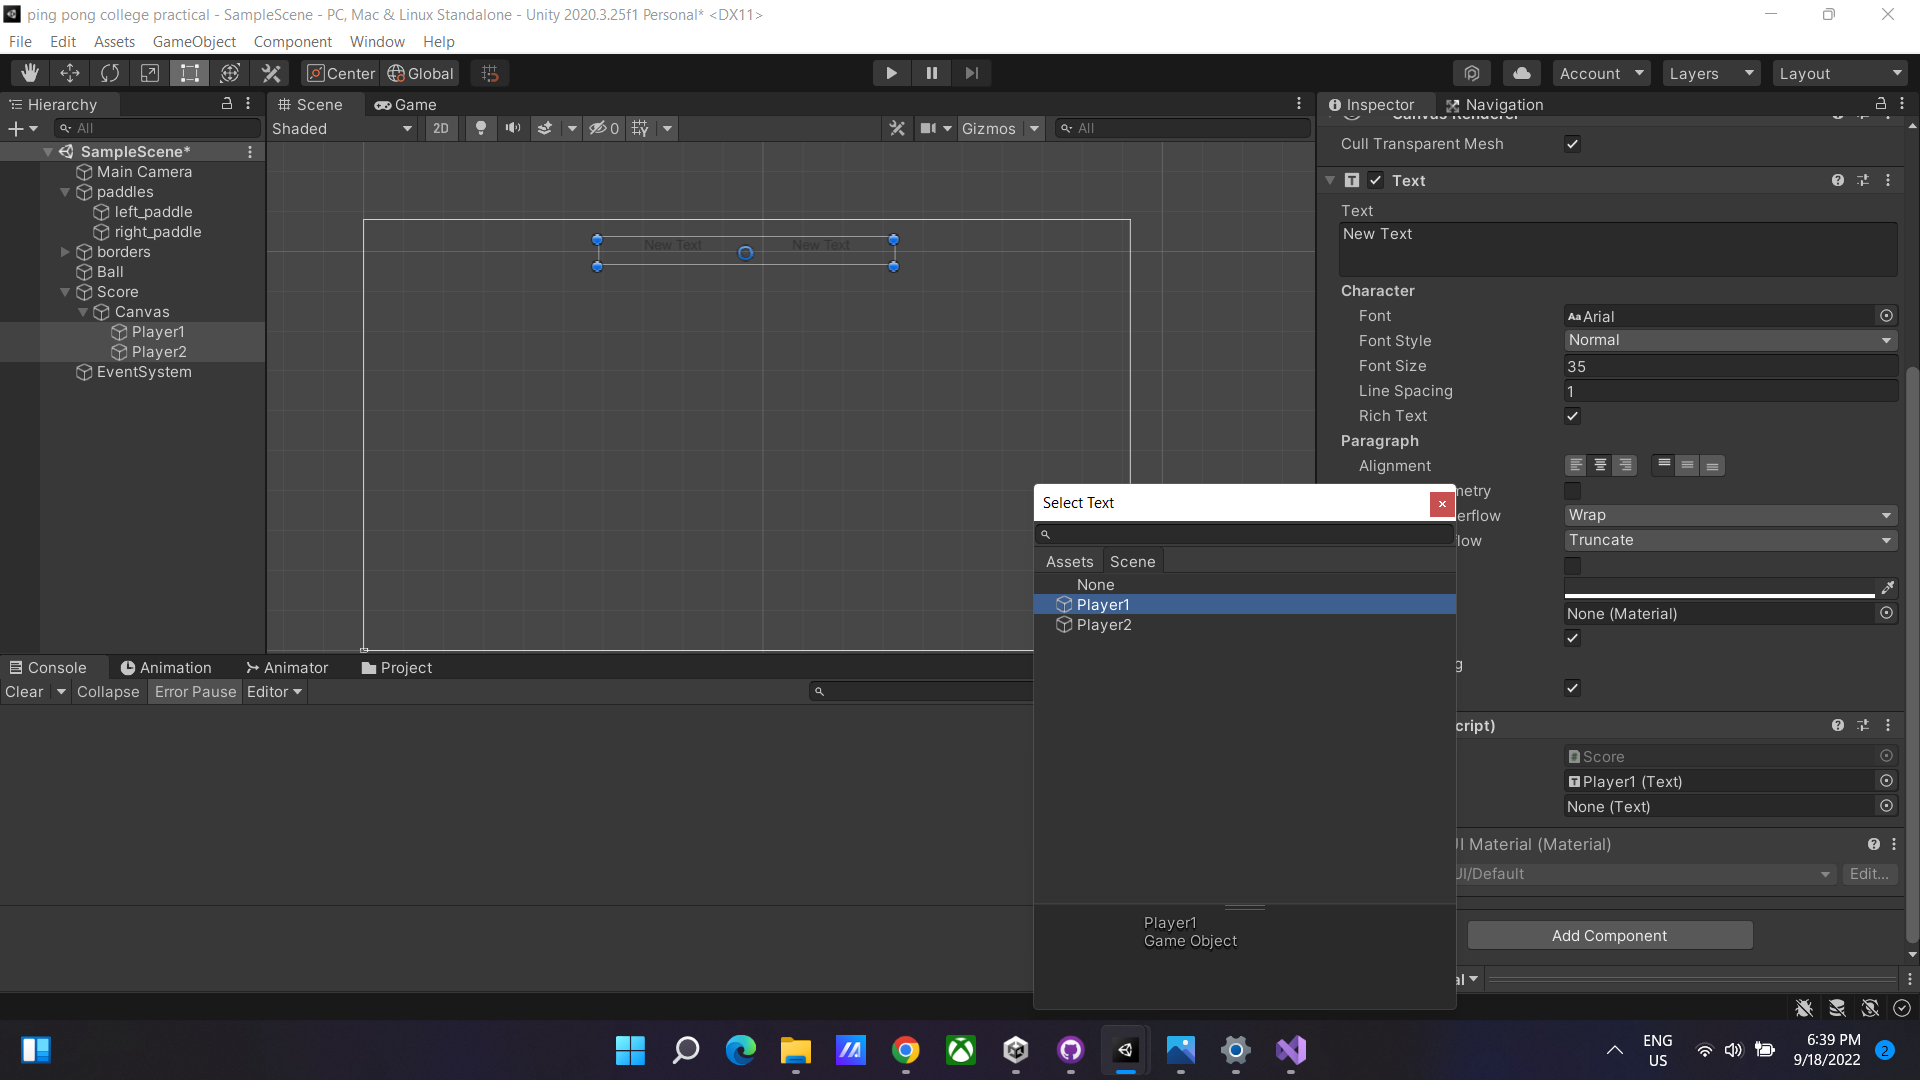 ping pong college practical - SampleScene - PC, Mac & Linux Standalone - Unity 2020.3.25f1 Personal* <DX11>
File Edit Assets GameObject Component Window Help
Center Global
Account Layers Layout
Hierarchy
All
SampleScene*
Main Camera
paddles
left_paddle
right_paddle
borders
Ball
Score
Canvas
Player1
Player2
EventSystem
Scene Game
Shaded 2D 0 Gizmos All
New Text New Text
Inspector Navigation
Canvas Renderer
Cull Transparent Mesh
Text
Text
New Text
Character
Font Arial
Font Style Normal
Font Size 35
Line Spacing 1
Rich Text
Paragraph
Alignment
metry
erflow Wrap
low Truncate
None (Material)
g
cript)
Score
Player1 (Text)
None (Text)
UI Material (Material)
UI/Default Edit...
Add Component
al
Select Text
Assets Scene
None
Player1
Player2
Player1
Game Object
Console Animation Animator Project
Clear Collapse Error Pause Editor
ENG
US
6:39 PM
9/18/2022
2